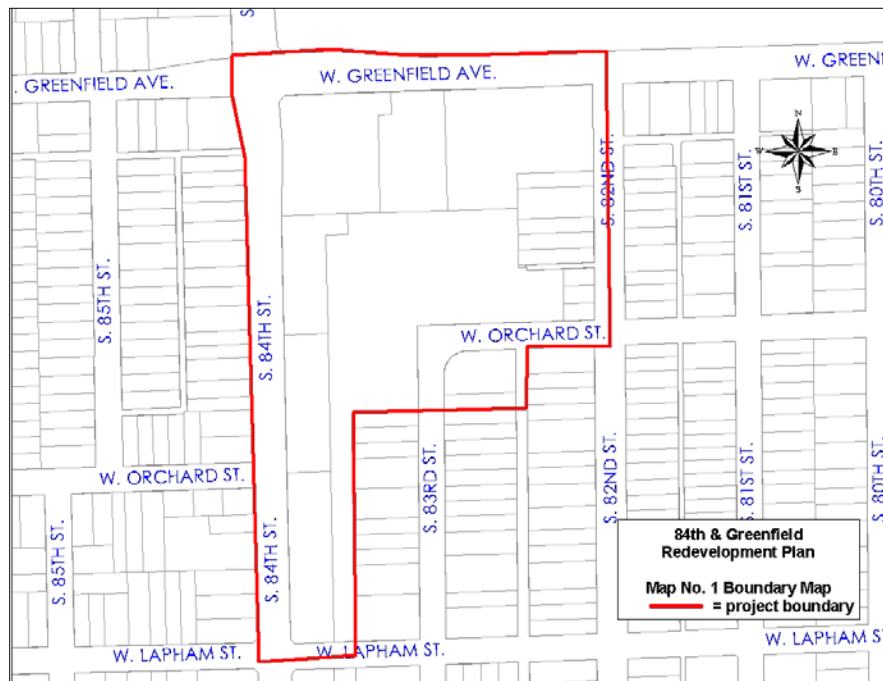 S
. GREENFIELD AVE.
W. GREENFIELD AVE.
W. GREENF
N
W
E
S
S. 82ND ST.
S. 81ST ST.
S. 80TH ST.
S. 85TH ST.
S. 84TH ST.
W. ORCHARD ST.
W. ORCHARD ST.
S. 83RD ST.
S. 82ND ST.
S. 81ST ST.
S. 80TH ST.
S. 85TH ST.
S. 84TH ST.
84th & Greenfield
Redevelopment Plan
Map No. 1 Boundary Map
= project boundary
W. LAPHAM ST.
W. LAPHAM ST.
W. LAPHAM ST.